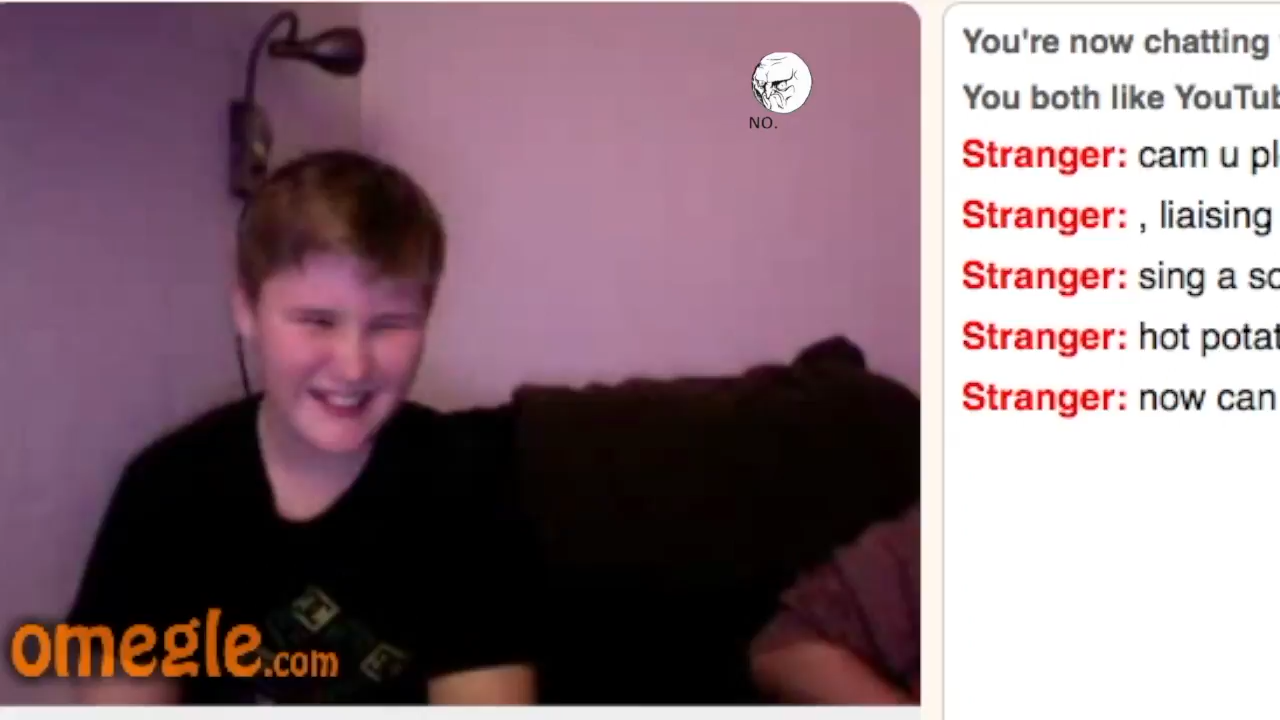 NO.
omegle.com
You're now chatting
You both like YouTub
Stranger: cam u pl
Stranger: , liaising
Stranger: sing a so
Stranger: hot potat
Stranger: now can